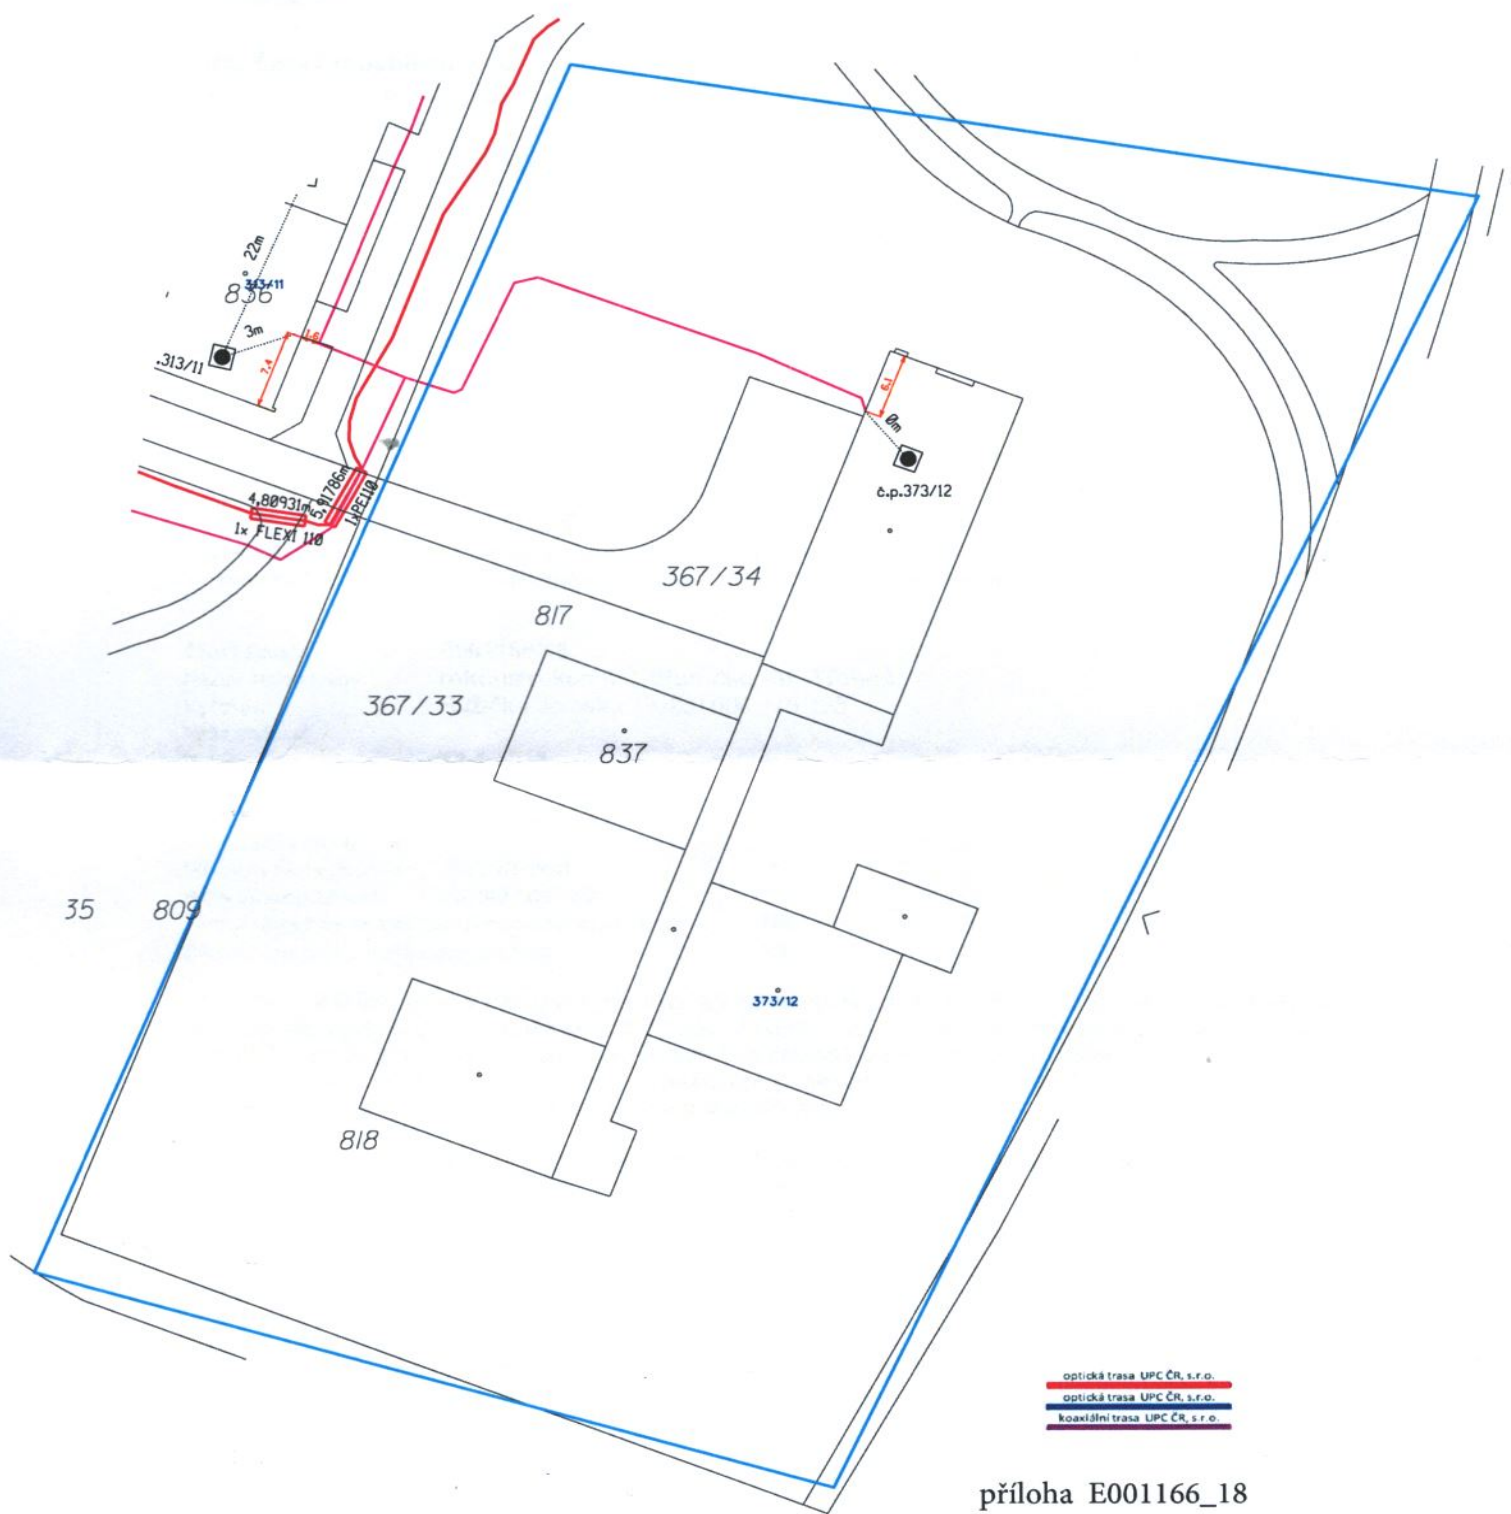 22m
313/11
836
3m
1.6
.313/11
7.4
6.1
0m
č.p.373/12
4.80931m
5.91786m
1x FLEXI 110
1xPE110
367/34
817
367/33
837
35
809
373/12
818
optická trasa UPC ČR, s.r.o.
optická trasa UPC ČR, s.r.o.
koaxiální trasa UPC ČR, s.r.o.
příloha E001166_18